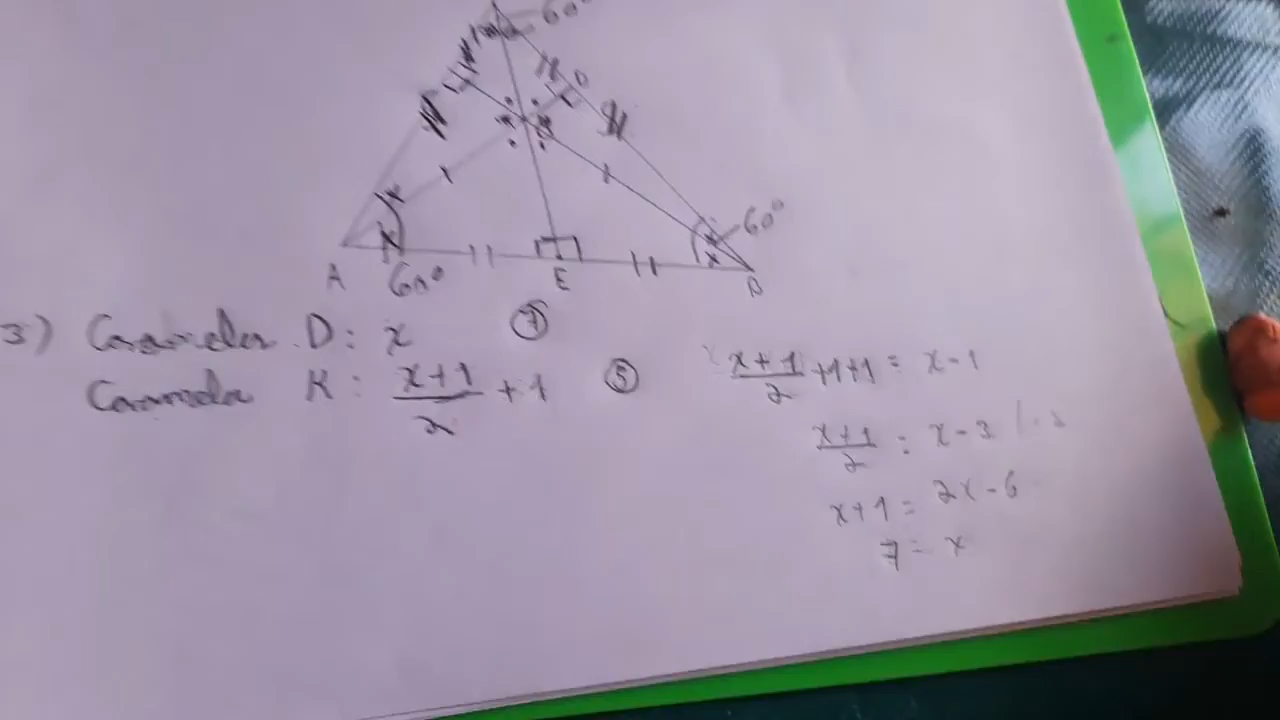 60°
D
60°
A
60°
E
B
3) Caramelos D: x ⑦
K: x+1/2 + 1 ⑤
x+1/2 +1+1 = x-1
x+1/2 = x-3
x+1 = 2x-6
7 = x